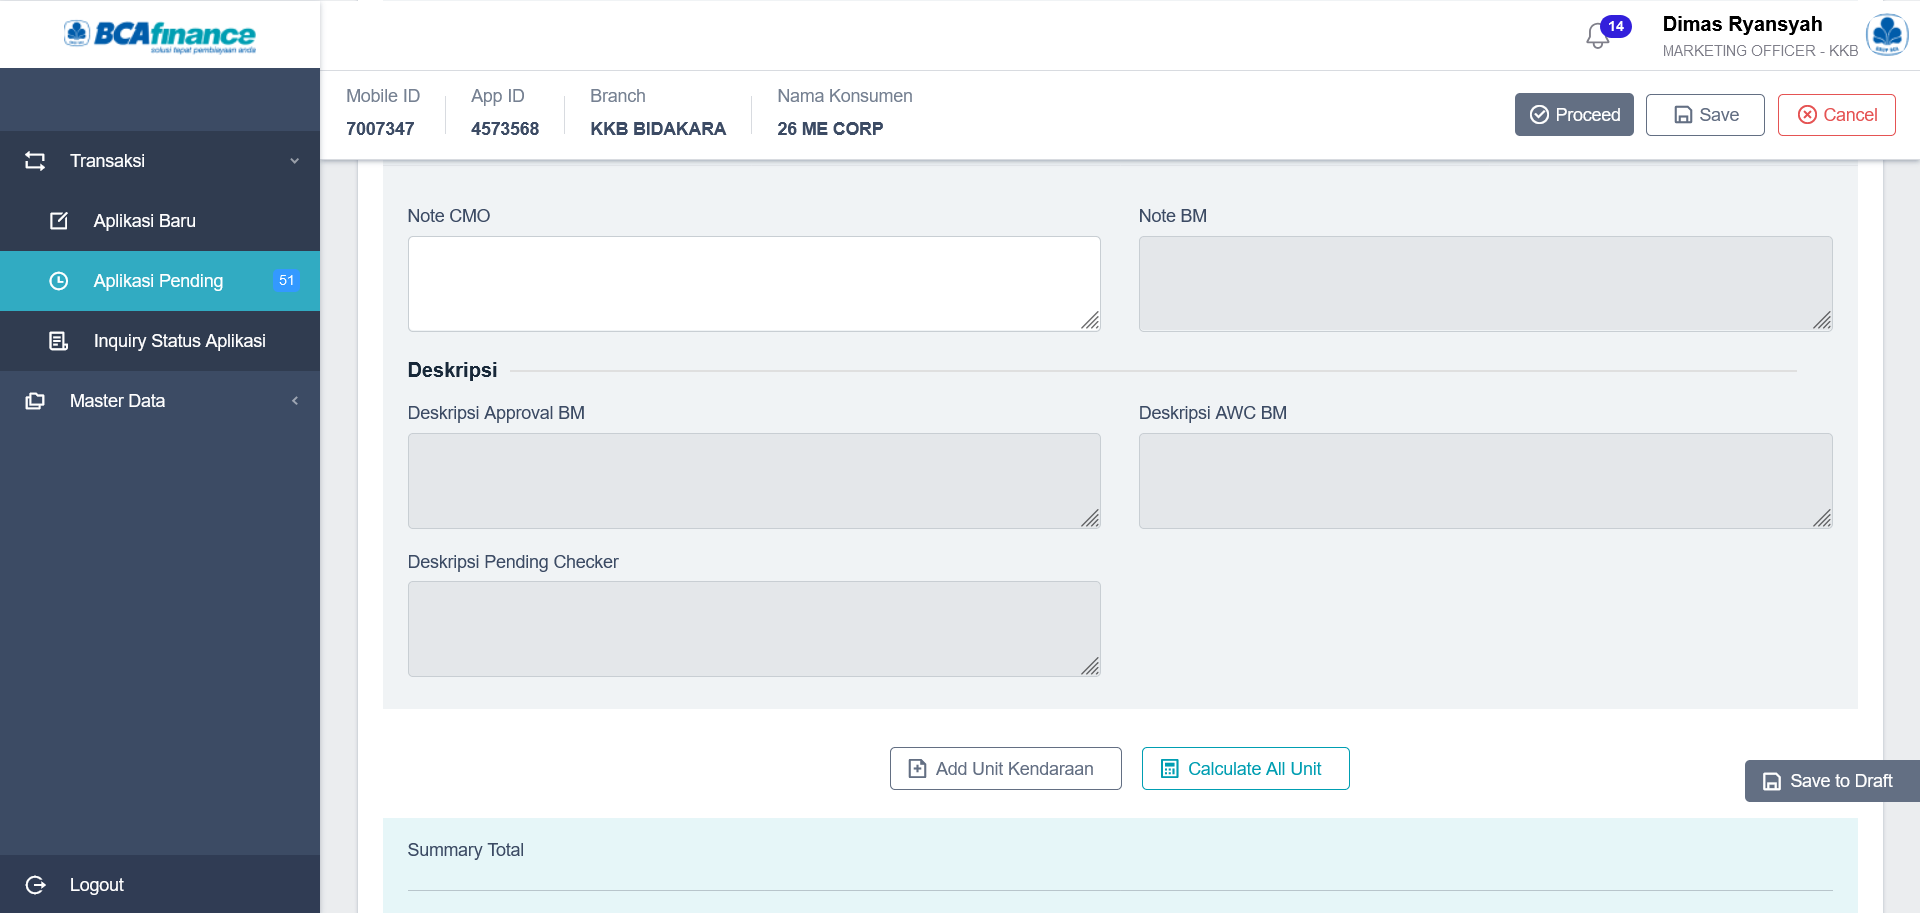 BCAfinance
solusi tepat pembiayaan anda
14
Dimas Ryansyah
MARKETING OFFICER - KKB
Mobile ID
7007347
App ID
4573568
Branch
KKB BIDAKARA
Nama Konsumen
26 ME CORP
Proceed
Save
Cancel
Transaksi
Aplikasi Baru
Aplikasi Pending
51
Inquiry Status Aplikasi
Master Data
Logout
Note CMO
Note BM
Deskripsi
Deskripsi Approval BM
Deskripsi AWC BM
Deskripsi Pending Checker
Add Unit Kendaraan
Calculate All Unit
Save to Draft
Summary Total